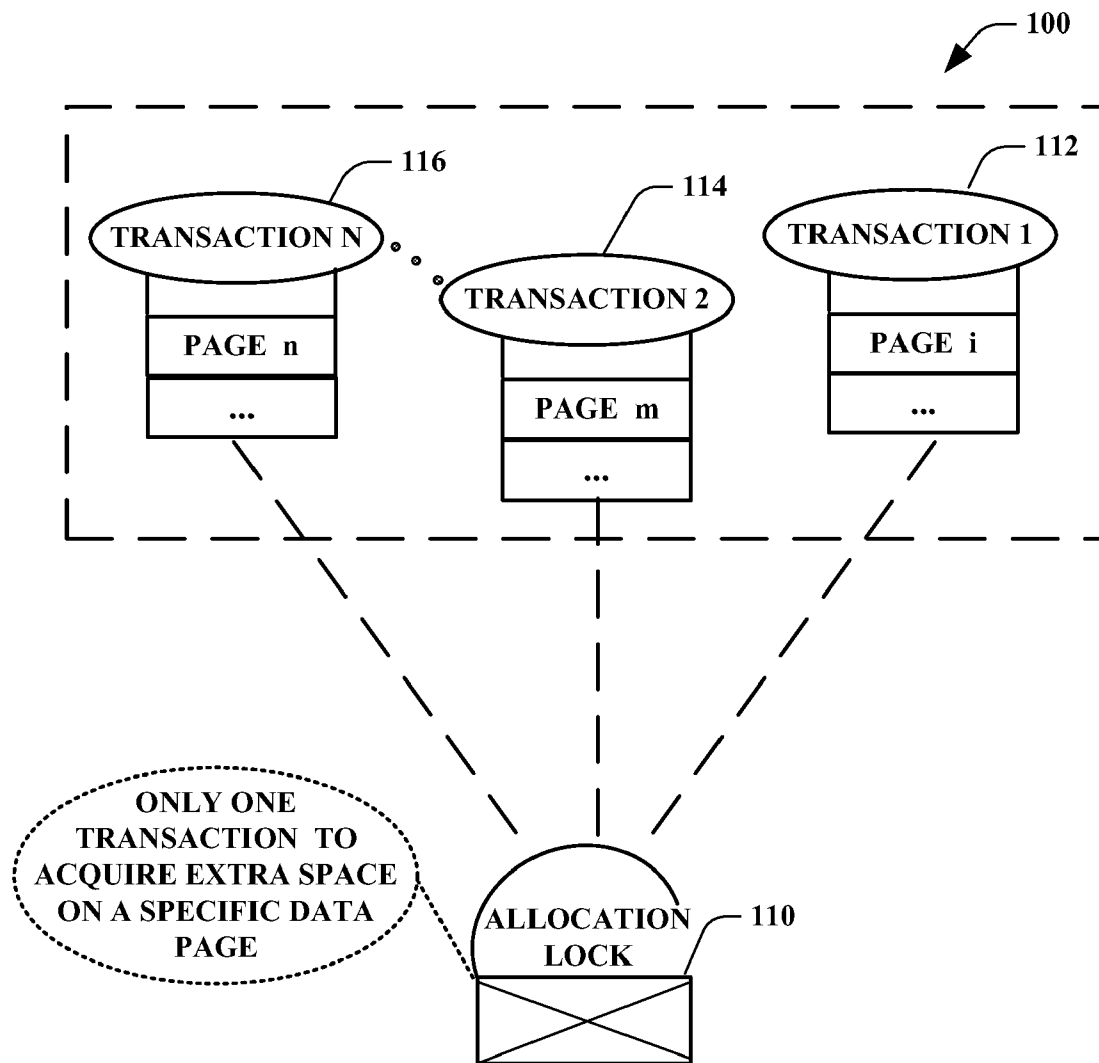 100
116
112
114
TRANSACTION N
TRANSACTION 1
TRANSACTION 2
PAGE n
PAGE i
...
...
PAGE m
...
ONLY ONE
TRANSACTION TO
ACQUIRE EXTRA SPACE
ON A SPECIFIC DATA
PAGE
ALLOCATION
LOCK
110